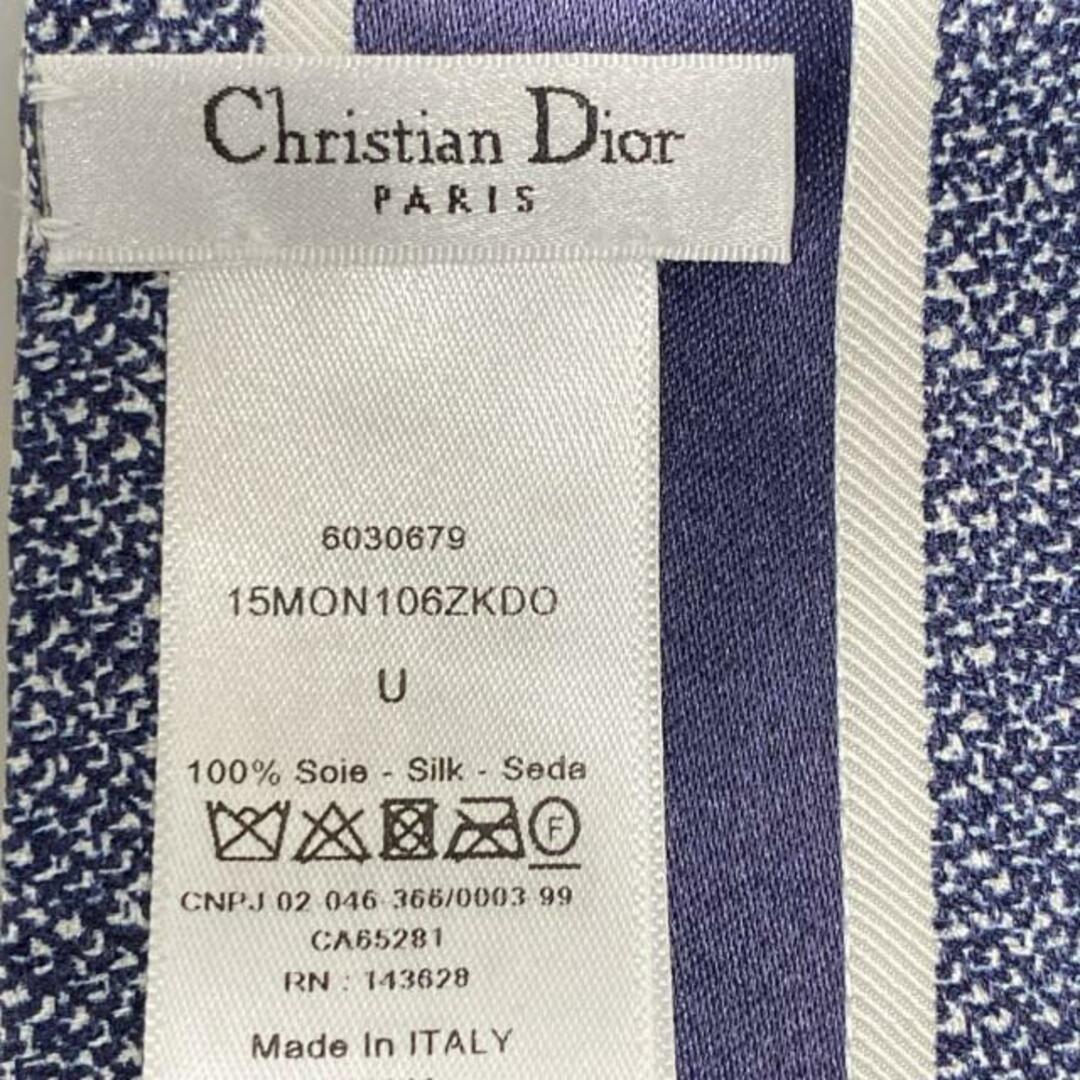 Christian Dior
PARIS
6030679
15MON106ZKDO
U
100% Soie - Silk - Seda
F
CNPJ 02 046 366/0003 99
CA65281
RN : 143628
Made In ITALY